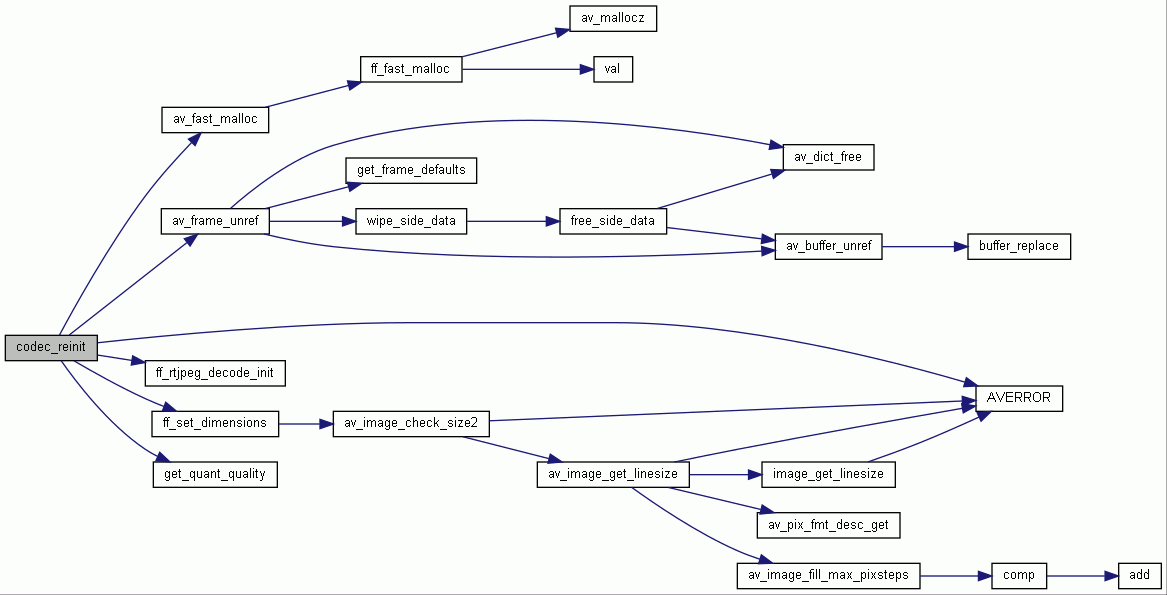 av_mallocz
ff_fast_malloc
val
av_fast_malloc
av_dict_free
get_frame_defaults
av_frame_unref
wipe_side_data
free_side_data
av_buffer_unref
buffer_replace
codec_reinit
ff_rtjpeg_decode_init
AVERROR
ff_set_dimensions
av_image_check_size2
get_quant_quality
av_image_get_linesize
image_get_linesize
av_pix_fmt_desc_get
av_image_fill_max_pixsteps
comp
add